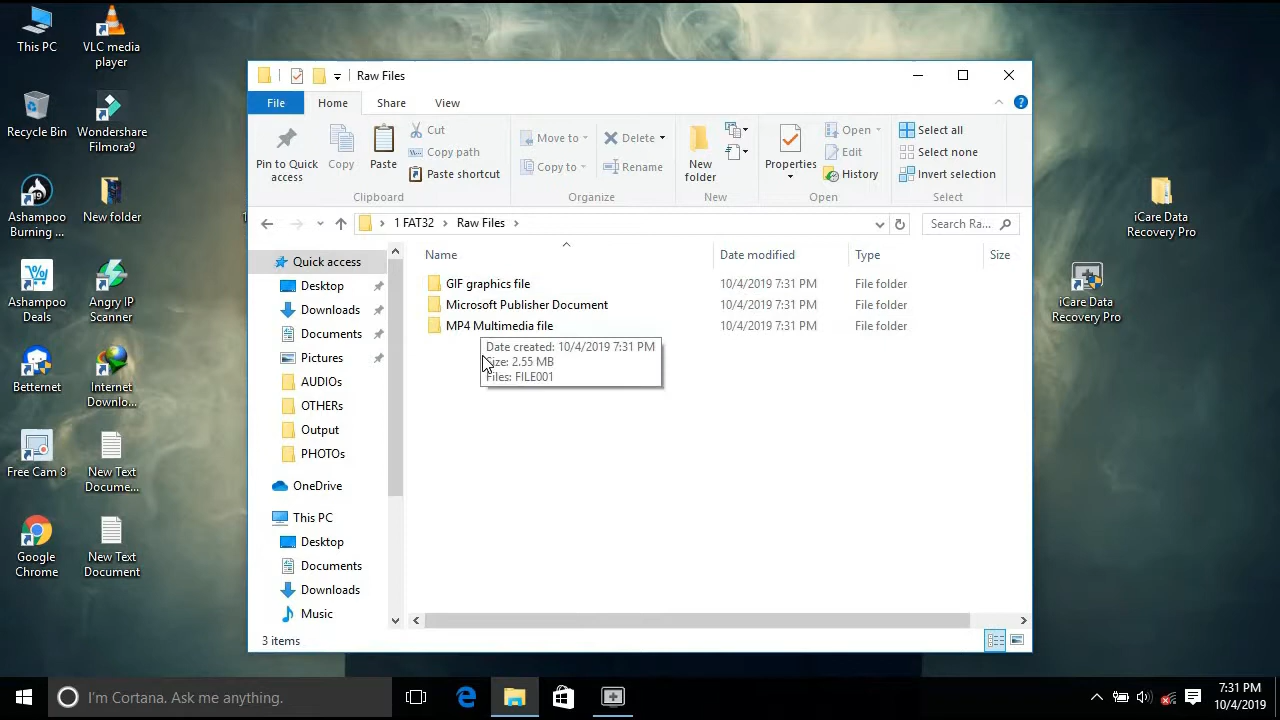 This PC
VLC media
player
Recycle Bin
Wondershare
Filmora9
Ashampoo
Burning ...
New folder
Ashampoo
Deals
Angry IP
Scanner
Betternet
Internet
Downlo...
Free Cam 8
New Text
Docume...
Google
Chrome
New Text
Document
1
Raw Files
File
Home
Share
View
Pin to Quick
access
Copy
Paste
Cut
Copy path
Paste shortcut
Clipboard
Move to
Copy to
Delete
Rename
Organize
New
folder
New
Properties
Open
Edit
History
Open
Select all
Select none
Invert selection
1 FAT32 > Raw Files >
Search Ra...
Quick access
Desktop
Downloads
Documents
Pictures
AUDIOs
OTHERs
Output
PHOTOs
OneDrive
This PC
Desktop
Documents
Downloads
Music
Name Date modified Type Size
GIF graphics file 10/4/2019 7:31 PM File folder
Microsoft Publisher Document 10/4/2019 7:31 PM File folder
MP4 Multimedia file 10/4/2019 7:31 PM File folder
Date created: 10/4/2019 7:31 PM
Size: 2.55 MB
Files: FILE001
3 items
iCare Data
Recovery Pro
iCare Data
Recovery Pro
I'm Cortana. Ask me anything.
7:31 PM
10/4/2019